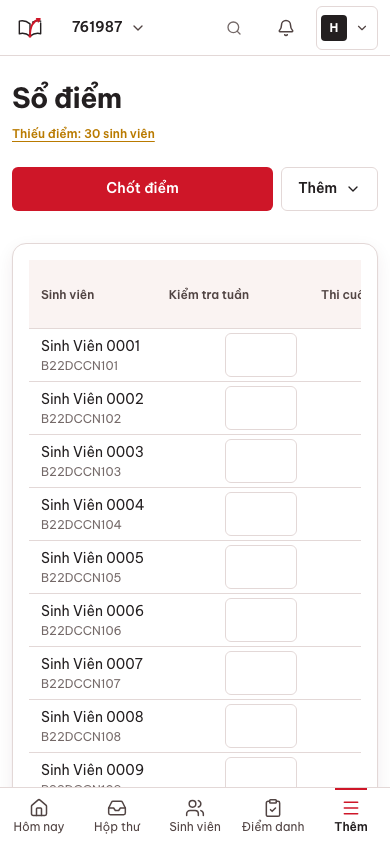 761987
H
Sổ điểm
Thiếu điểm: 30 sinh viên
Chốt điểm
Thêm
Sinh viên
Kiểm tra tuần
Thi cuố
Sinh Viên 0001
B22DCCN101
Sinh Viên 0002
B22DCCN102
Sinh Viên 0003
B22DCCN103
Sinh Viên 0004
B22DCCN104
Sinh Viên 0005
B22DCCN105
Sinh Viên 0006
B22DCCN106
Sinh Viên 0007
B22DCCN107
Sinh Viên 0008
B22DCCN108
Sinh Viên 0009
Hôm nay
Hộp thư
Sinh viên
Điểm danh
Thêm